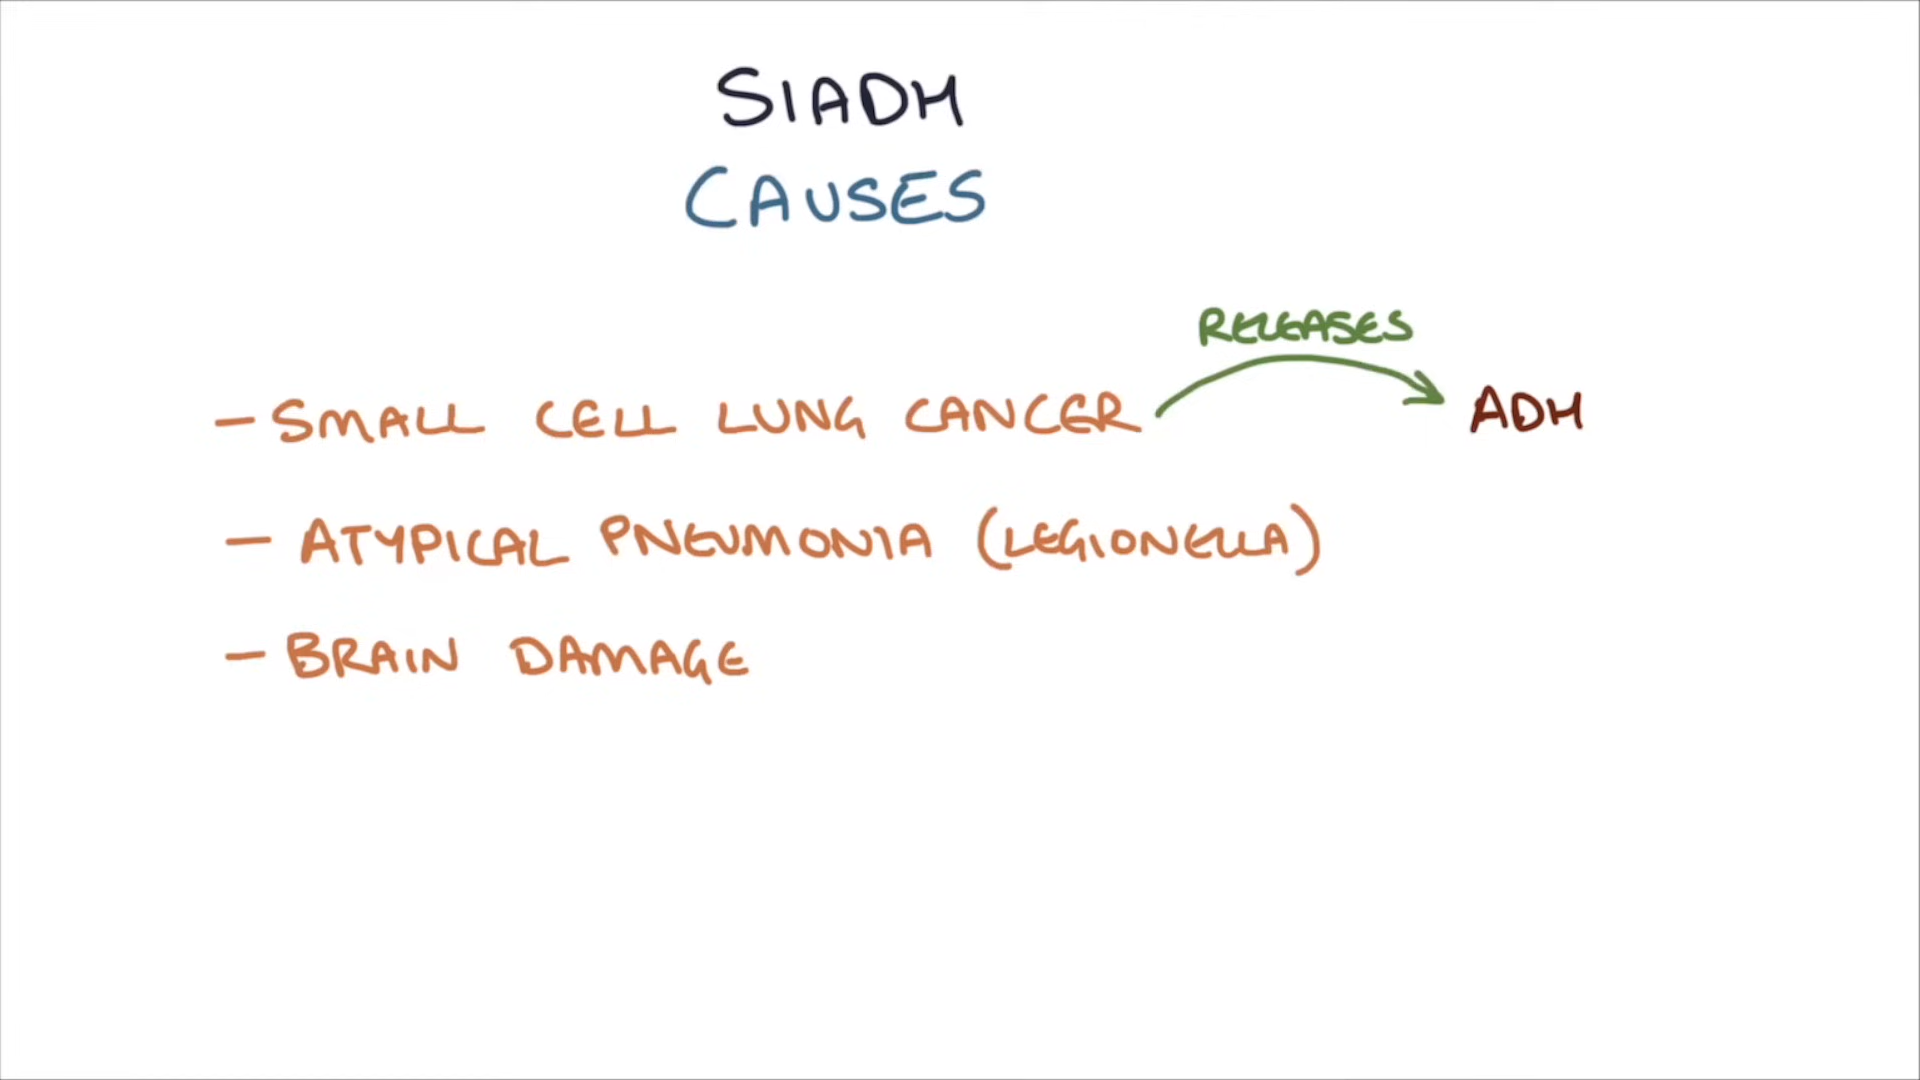 SIADH
CAUSES
RELEASES
- SMALL CELL LUNG CANCER ADH
- ATYPICAL PNEUMONIA (LEGIONELLA)
- BRAIN DAMAGE